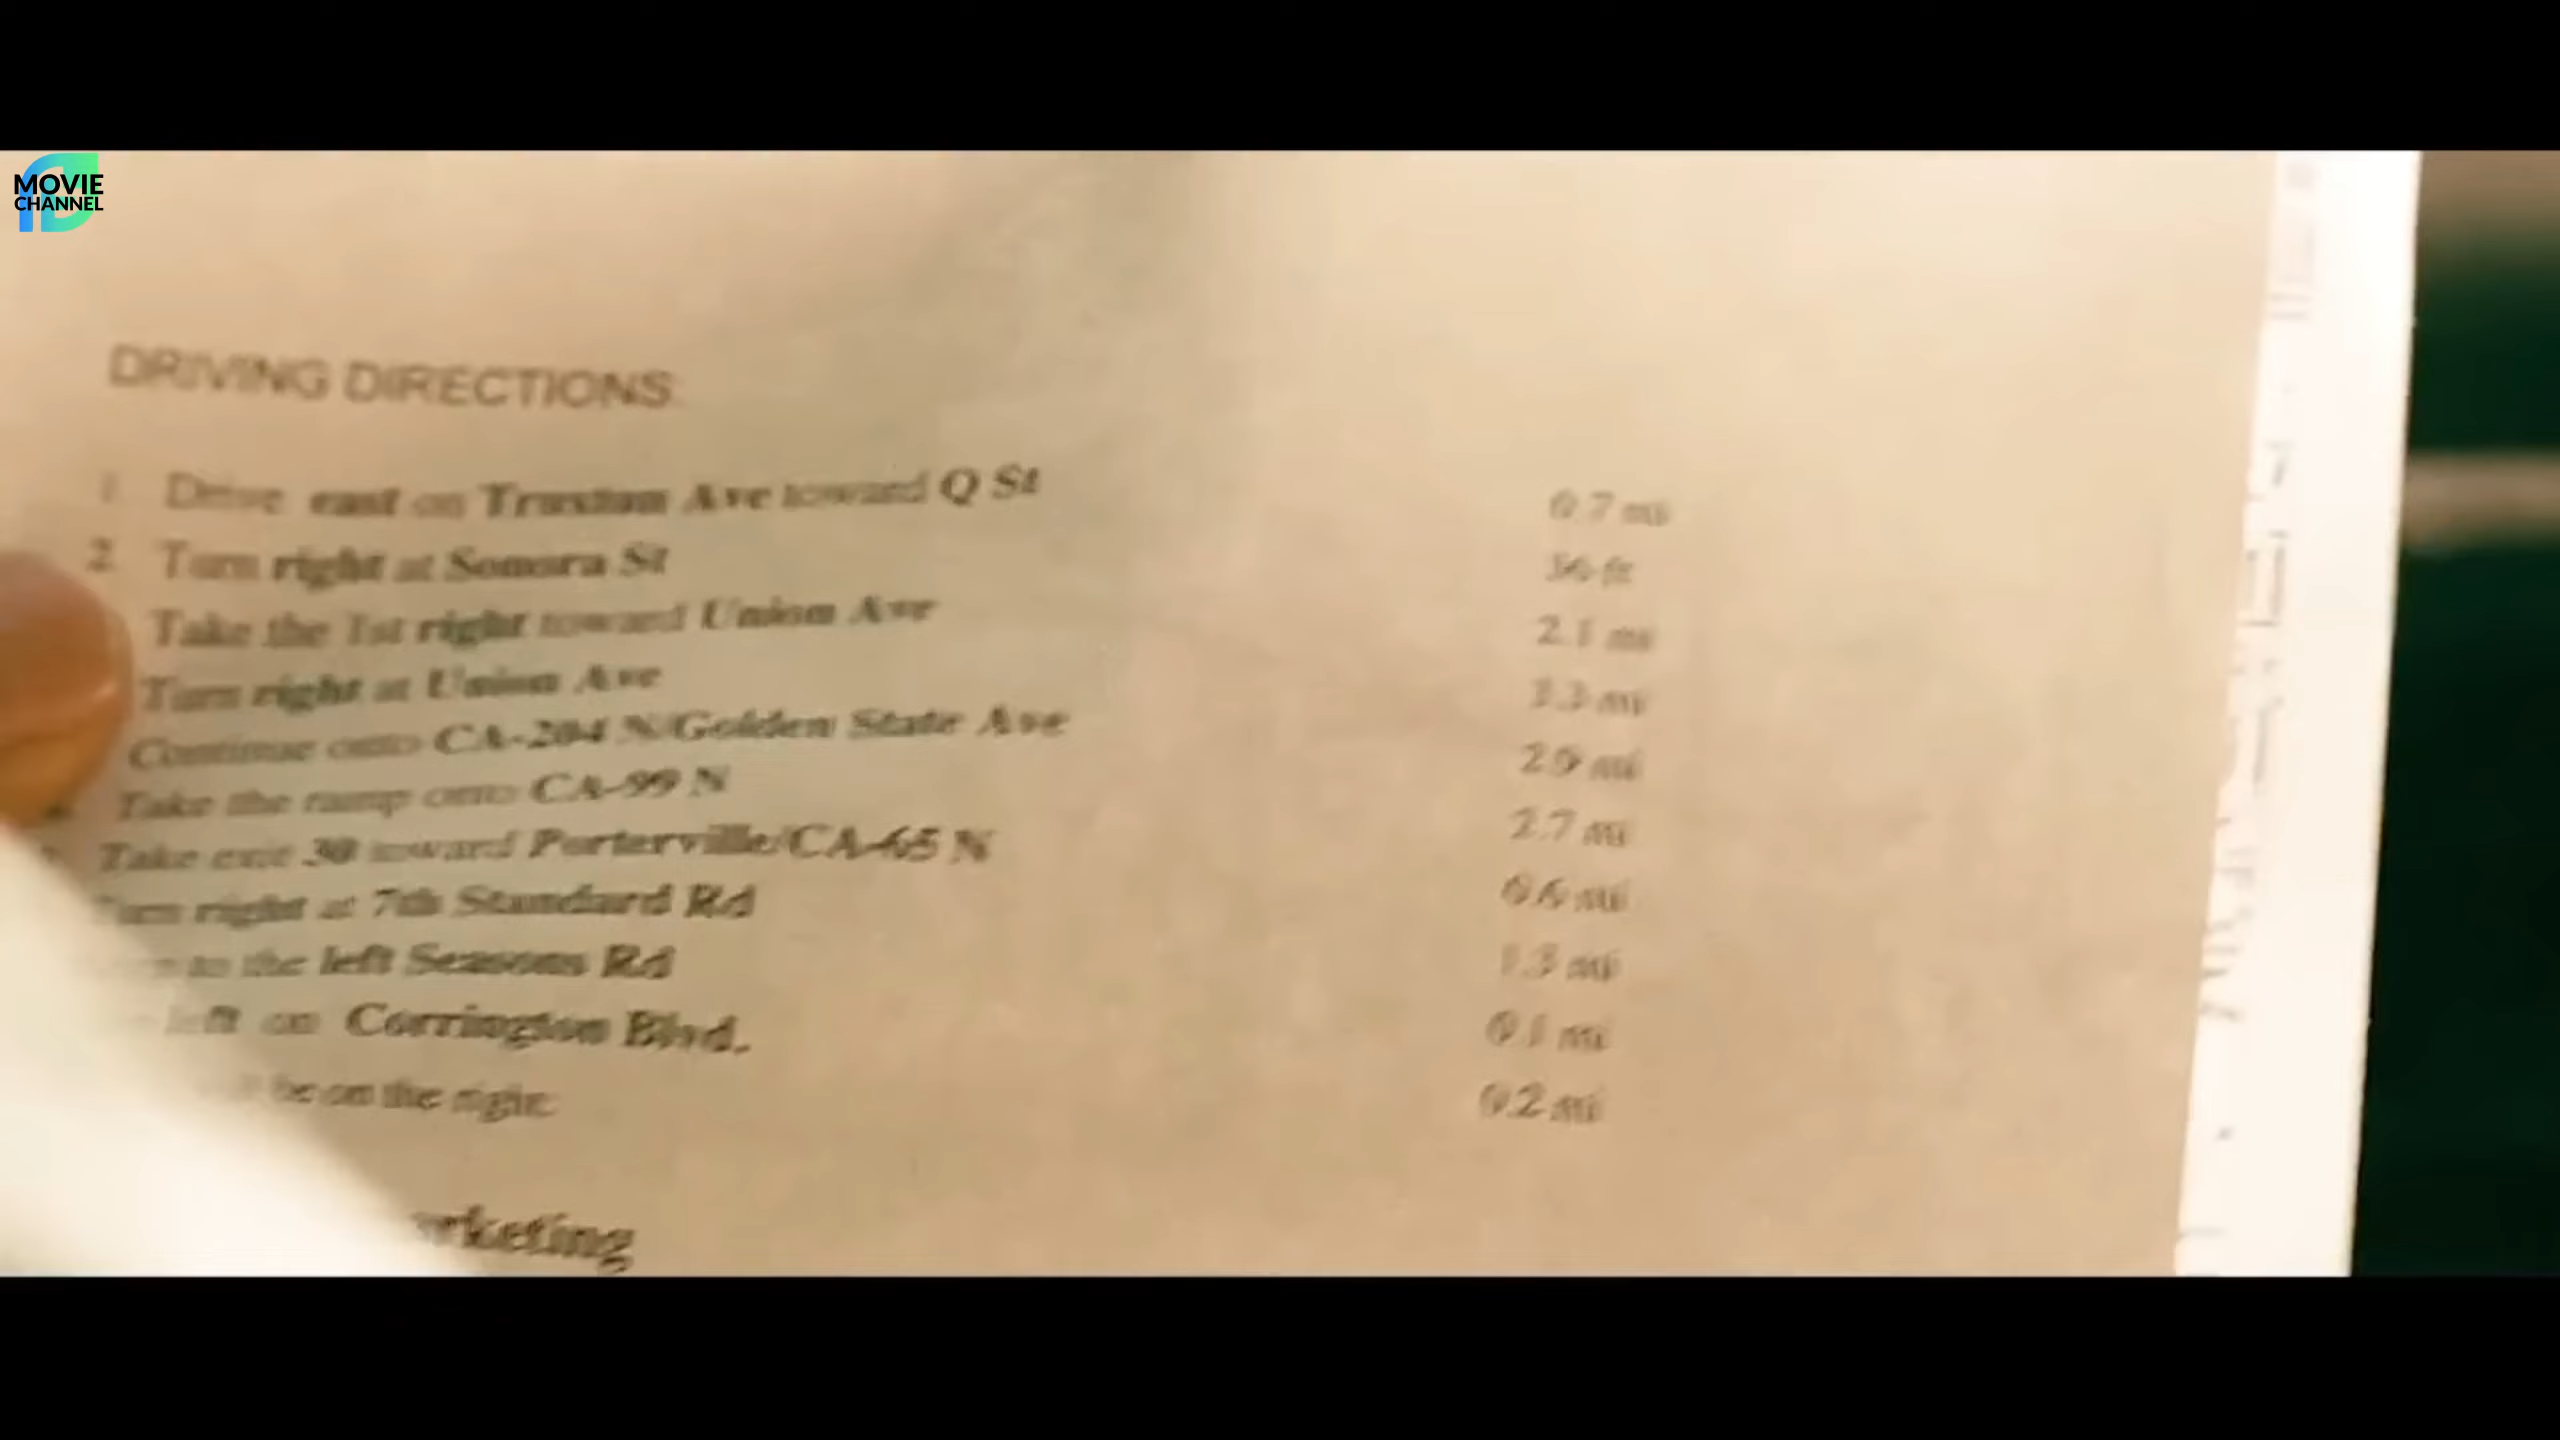 MOVIE
CHANNEL
DRIVING DIRECTIONS:
1 Drive east on Truxtun Ave toward Q St 0.7 mi
2. Turn right at Sonora St 36 ft
Take the 1st right toward Union Ave 2.1 mi
Turn right at Union Ave 1.3 mi
Continue onto CA-204 N/Golden State Ave 2.9 mi
Take the ramp onto CA-99 N 2.7 mi
Take exit 30 toward Porterville/CA-65 N 0.6 mi
Turn right at 7th Standard Rd 1.3 mi
to the left Seasons Rd 0.1 mi
left on Corrington Blvd. 0.2 mi
be on the right.
rketing